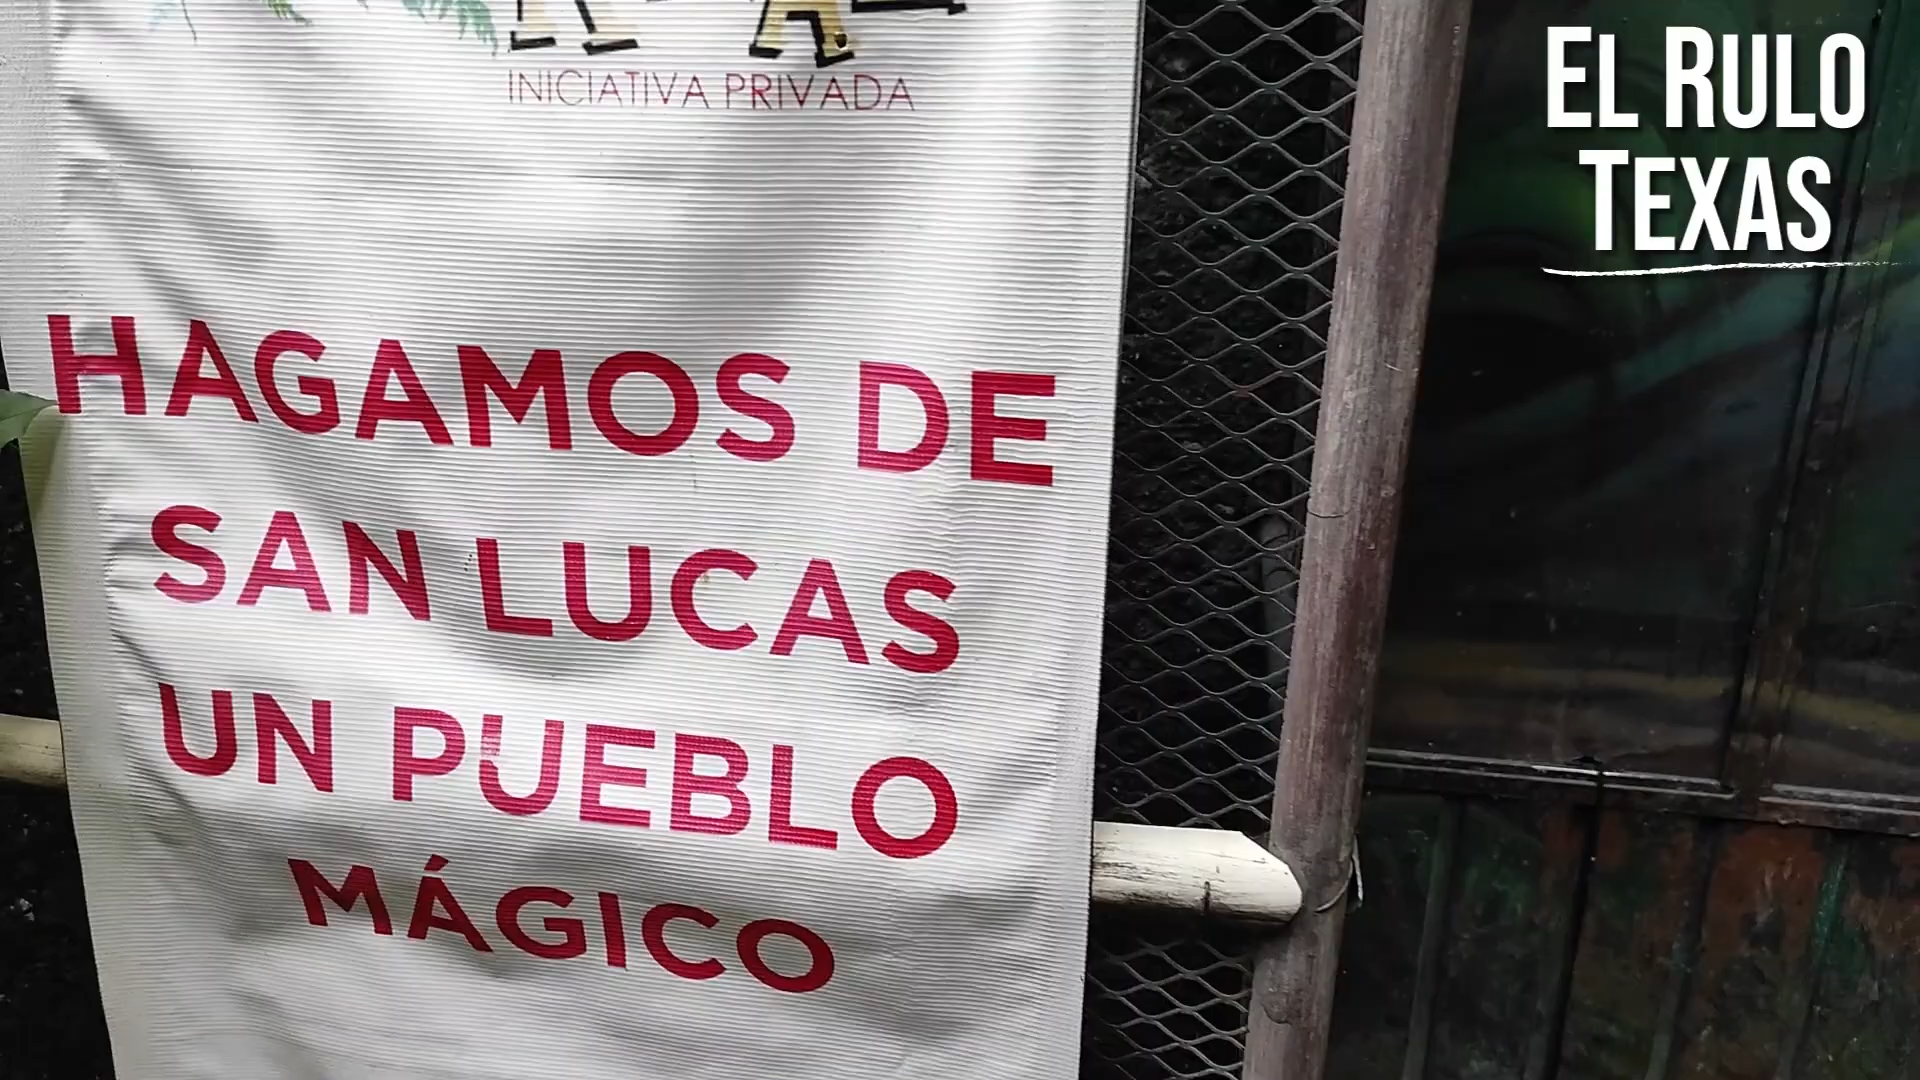 INICIATIVA PRIVADA
HAGAMOS DE
SAN LUCAS
UN PUEBLO
MÁGICO
EL RULO
TEXAS